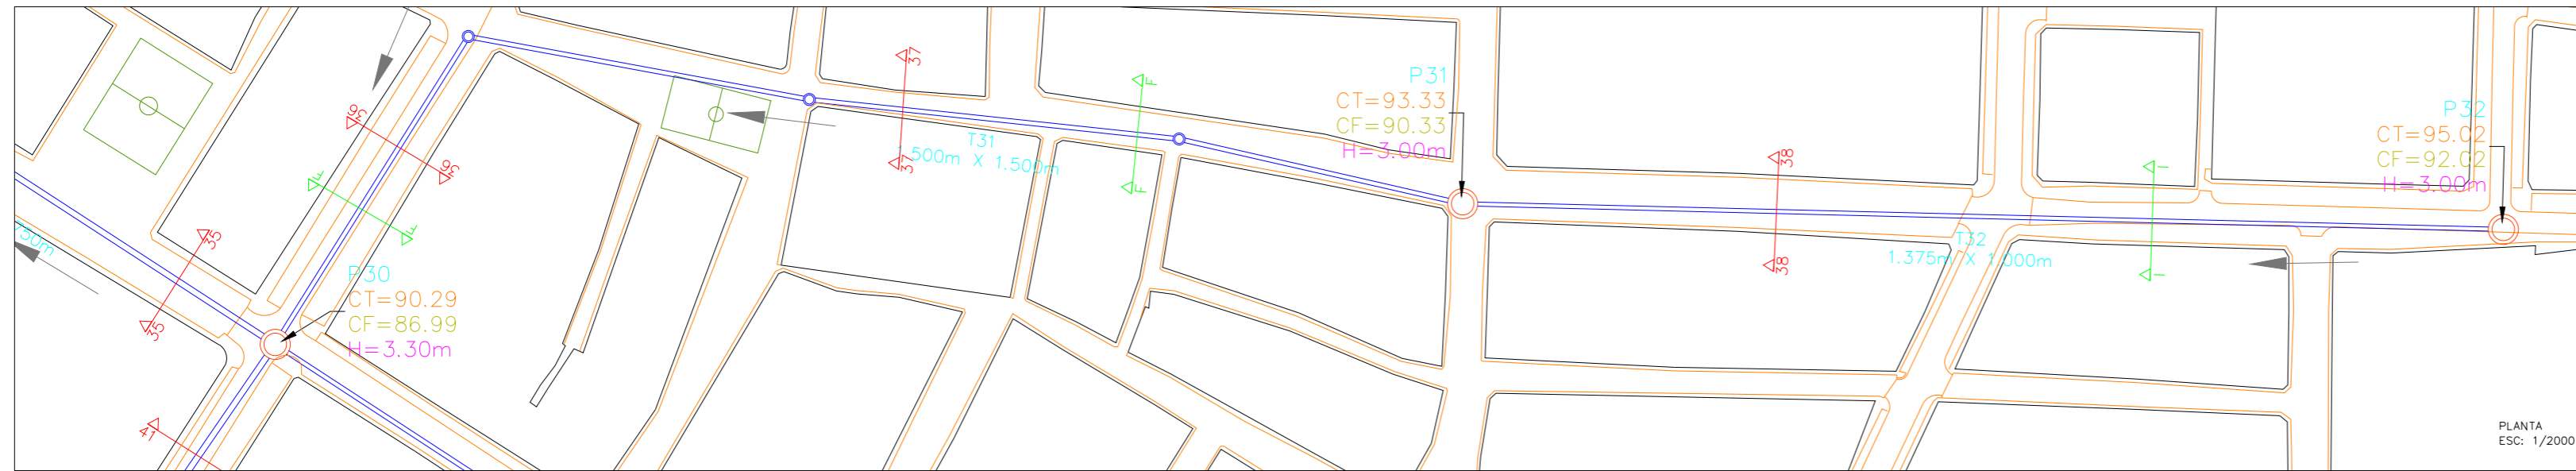 P31
CT=93.33
CF=90.33
H=3.00m
P32
CT=95.02
CF=92.02
H=3.00m
P30
CT=90.29
CF=86.99
H=3.30m
T31
1.500m X 1.500m
T32
1.375m X 1.000m
750m
37
37
36
36
35
35
38
38
41
F
F
F
F
I
I
PLANTA
ESC: 1/2000